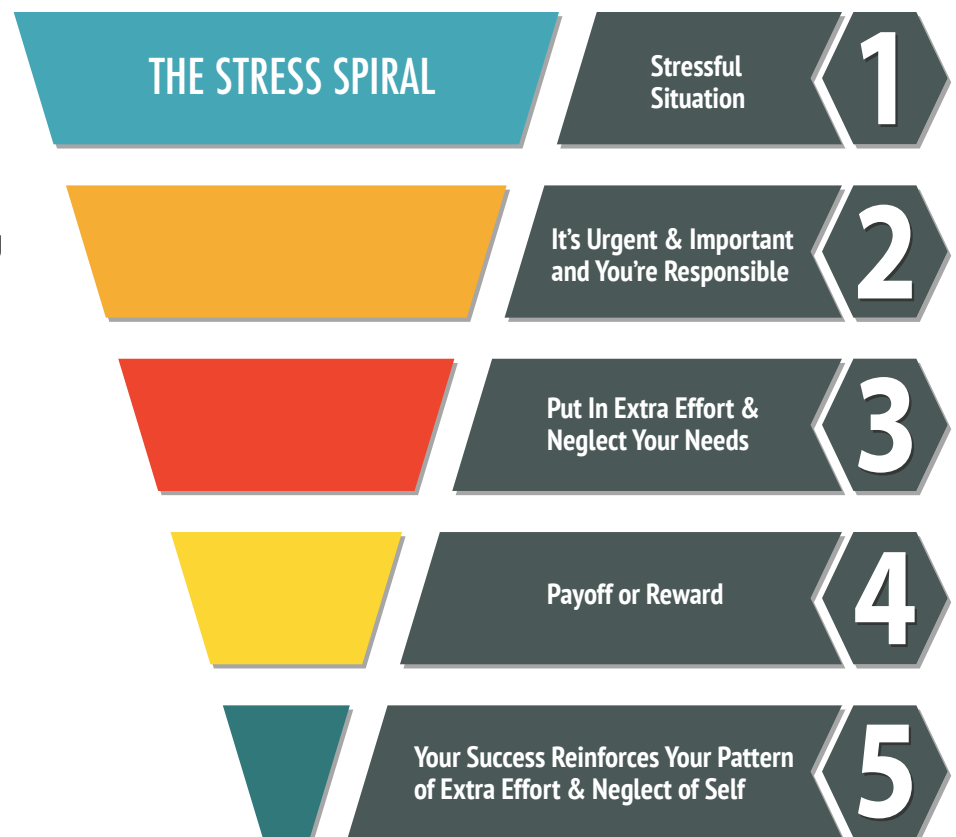 THE STRESS SPIRAL
Stressful
Situation
1
It's Urgent & Important
and You're Responsible
2
Put In Extra Effort &
Neglect Your Needs
3
Payoff or Reward
4
Your Success Reinforces Your Pattern
of Extra Effort & Neglect of Self
5